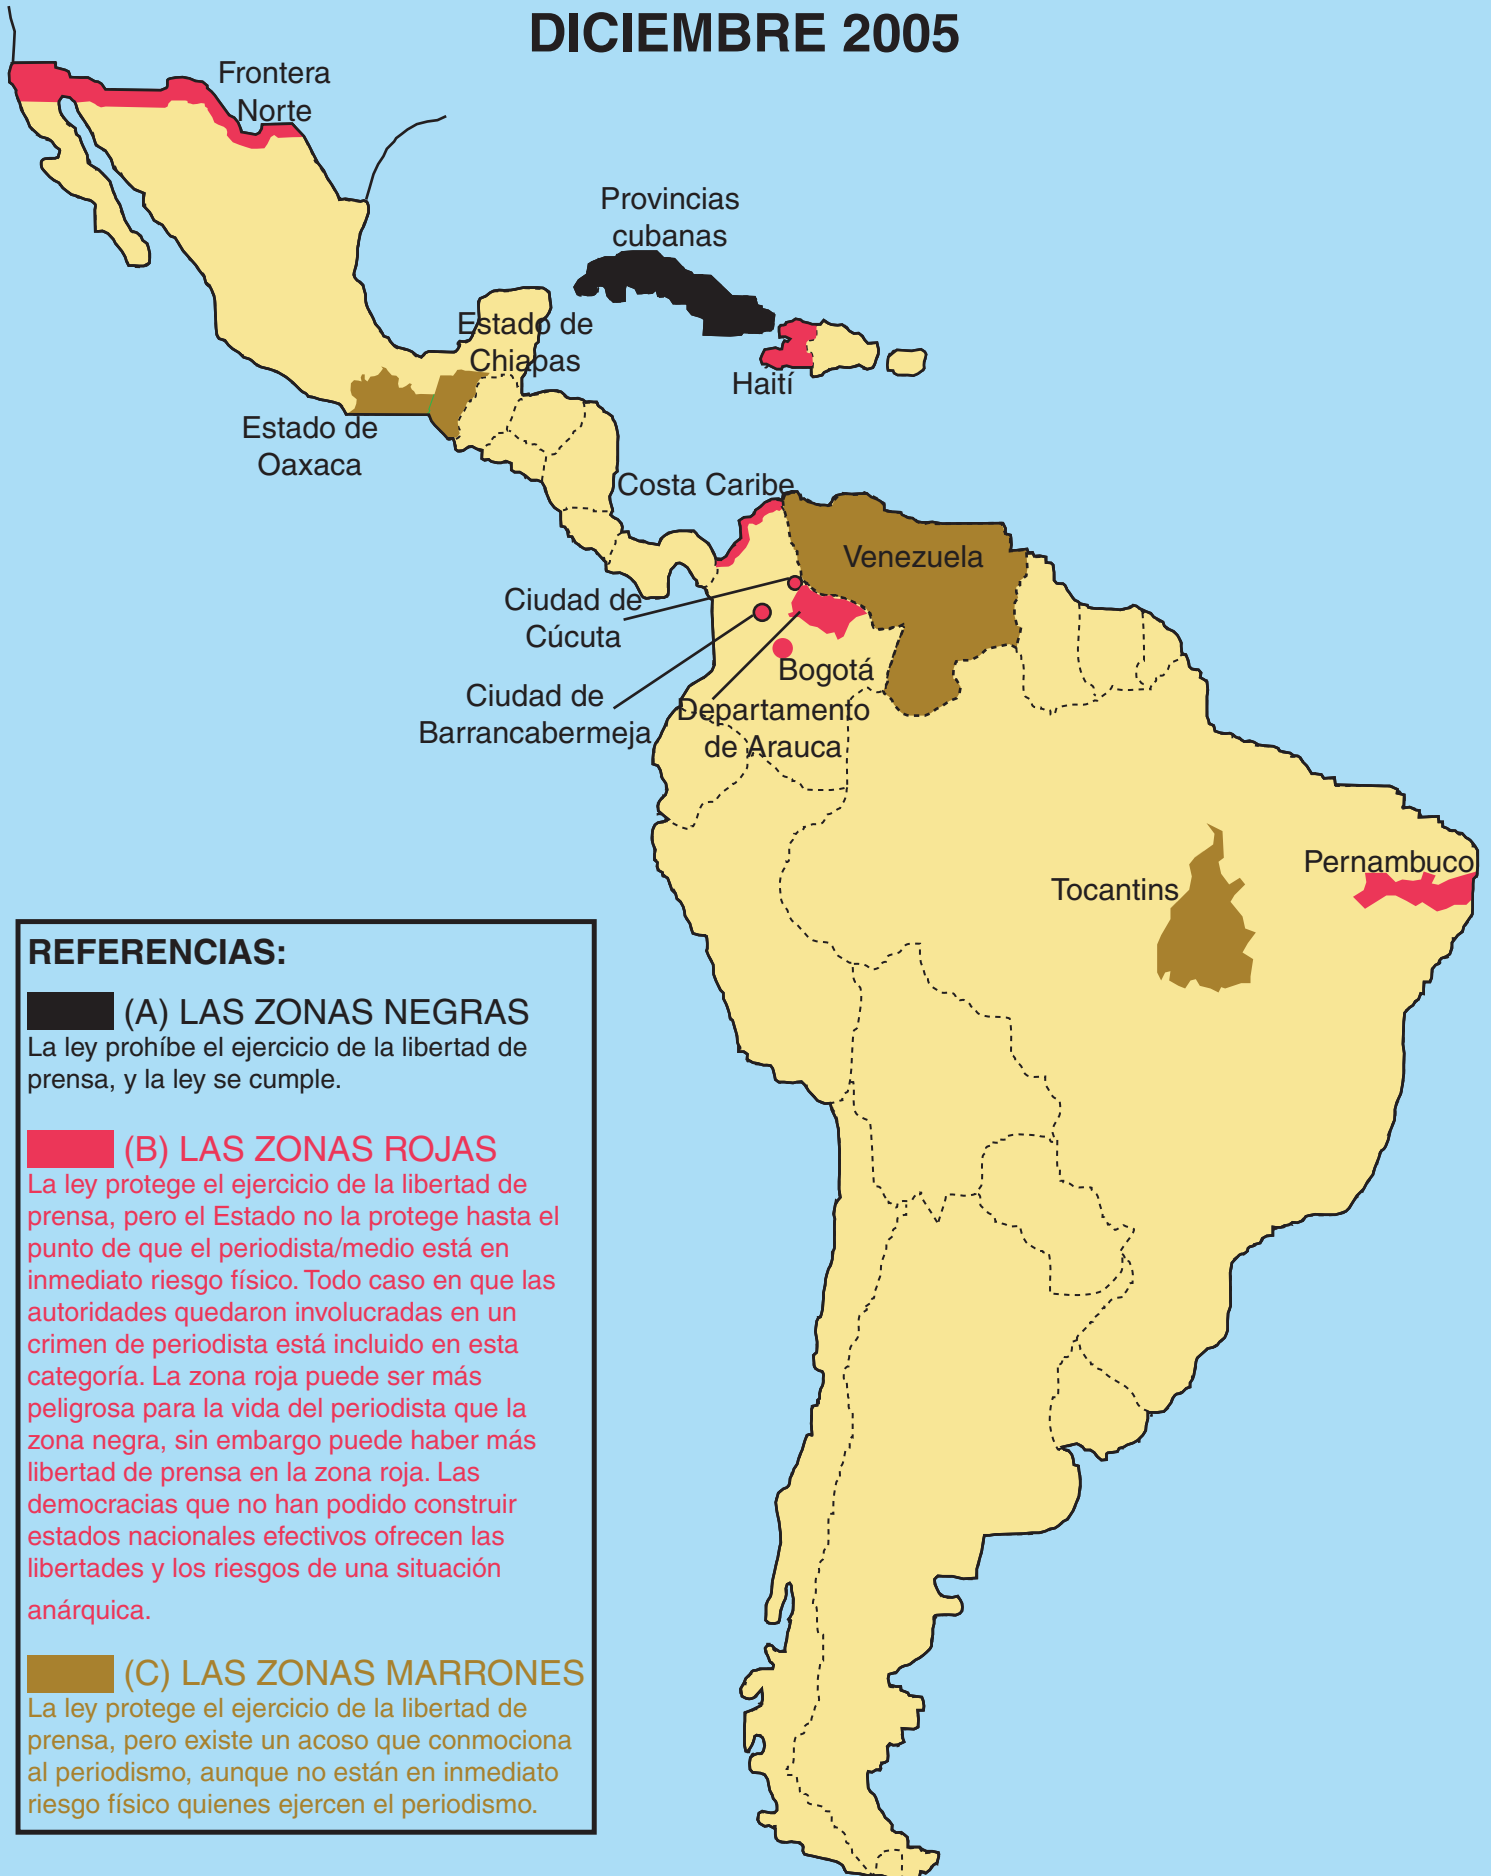 DICIEMBRE 2005
Frontera
Norte
Provincias
cubanas
Estado de
Chiapas
Haití
Estado de
Oaxaca
Costa Caribe
Venezuela
Ciudad de
Cúcuta
Bogotá
Ciudad de
Barrancabermeja
Departamento
de Arauca
Pernambuco
Tocantins
REFERENCIAS:
(A) LAS ZONAS NEGRAS
La ley prohíbe el ejercicio de la libertad de
prensa, y la ley se cumple.
(B) LAS ZONAS ROJAS
La ley protege el ejercicio de la libertad de
prensa, pero el Estado no la protege hasta el
punto de que el periodista/medio está en
inmediato riesgo físico. Todo caso en que las
autoridades quedaron involucradas en un
crimen de periodista está incluido en esta
categoría. La zona roja puede ser más
peligrosa para la vida del periodista que la
zona negra, sin embargo puede haber más
libertad de prensa en la zona roja. Las
democracias que no han podido construir
estados nacionales efectivos ofrecen las
libertades y los riesgos de una situación
anárquica.
(C) LAS ZONAS MARRONES
La ley protege el ejercicio de la libertad de
prensa, pero existe un acoso que conmociona
al periodismo, aunque no están en inmediato
riesgo físico quienes ejercen el periodismo.